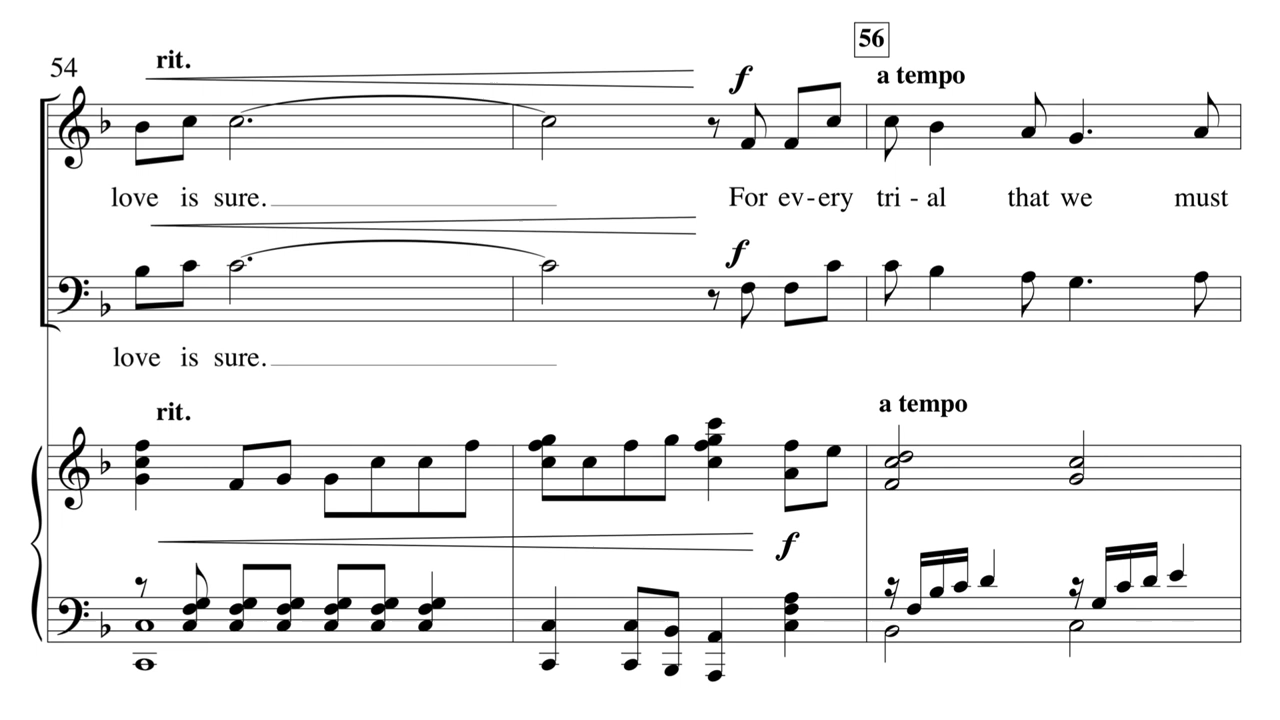 56
54 rit. f a tempo
love is sure. For ev-ery tri - al that we must
f
love is sure.
rit. a tempo
f